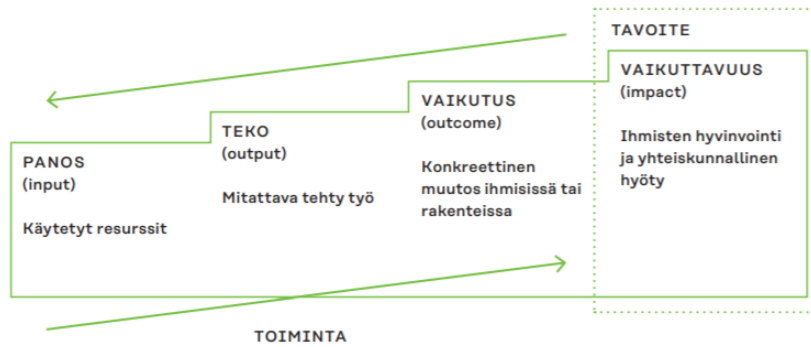 TAVOITE
VAIKUTTAVUUS
(impact)
Ihmisten hyvinvointi
ja yhteiskunnallinen
hyöty
VAIKUTUS
(outcome)
Konkreettinen
muutos ihmisissä tai
rakenteissa
TEKO
(output)
Mitattava tehty työ
PANOS
(input)
Käytetyt resurssit
TOIMINTA